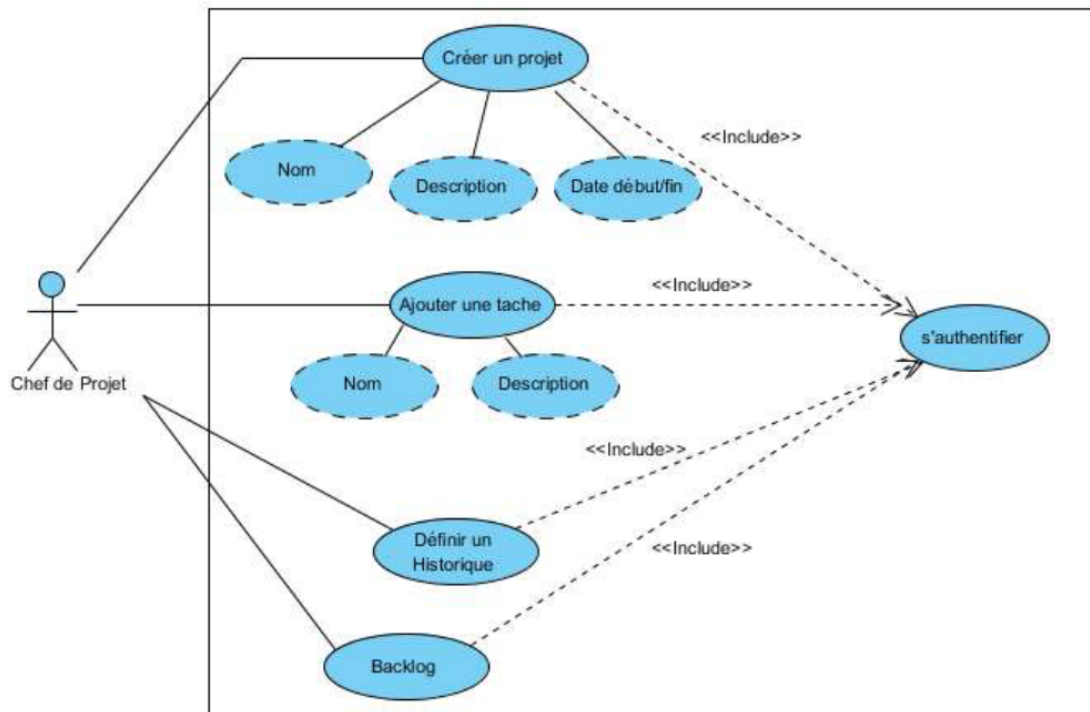 Créer un projet
<<Include>>
Nom
Description
Date début/fin
<<Include>>
Ajouter une tache
s'authentifier
Chef de Projet
Nom
Description
<<Include>>
Définir un
Historique
<<Include>>
Backlog